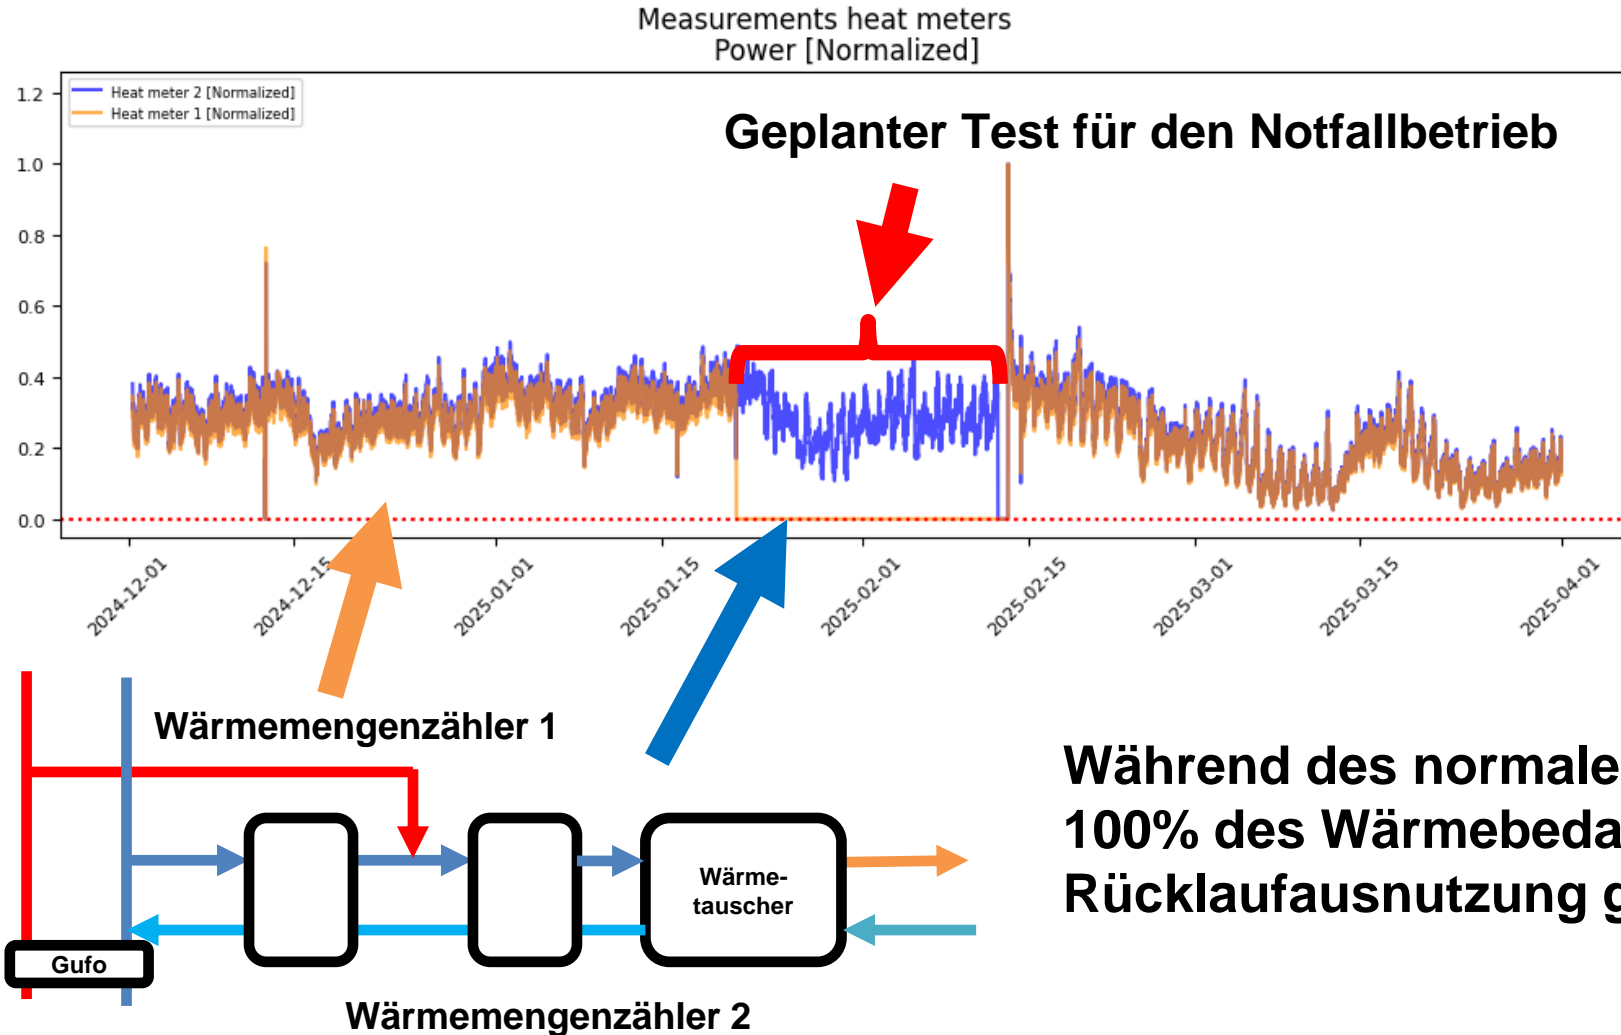 Measurements heat meters
Power [Normalized]
Heat meter 2 [Normalized]
Heat meter 1 [Normalized]
Geplanter Test für den Notfallbetrieb
1.2
1.0
0.8
0.6
0.4
0.2
0.0
2024-12-01
2024-12-15
2025-01-01
2025-01-15
2025-02-01
2025-02-15
2025-03-01
2025-03-15
2025-04-01
Wärmemengenzähler 1
Während des normale
100% des Wärmebeda
Rücklaufausnutzung g
Wärme-
tauscher
Gufo
Wärmemengenzähler 2